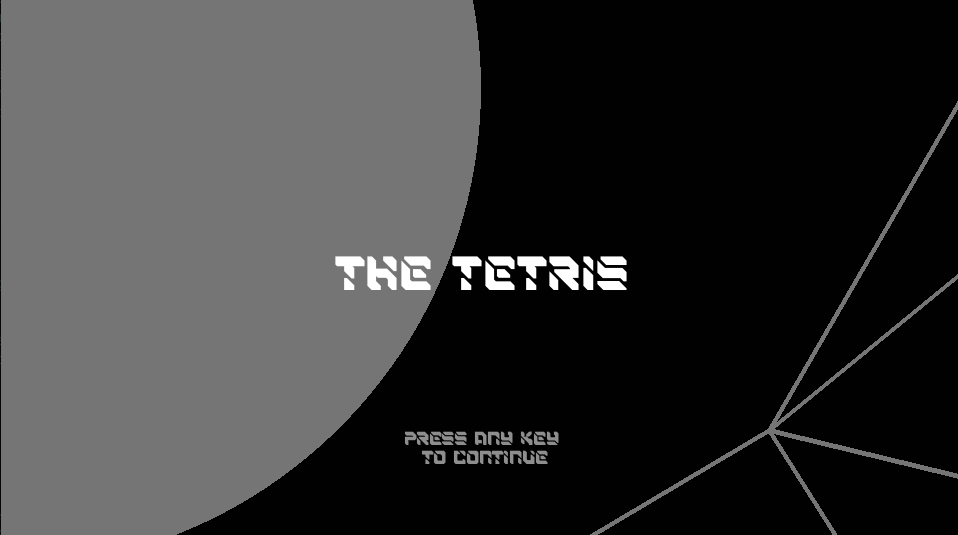 THE TETRIS
PRESS ANY KEY
TO CONTINUE